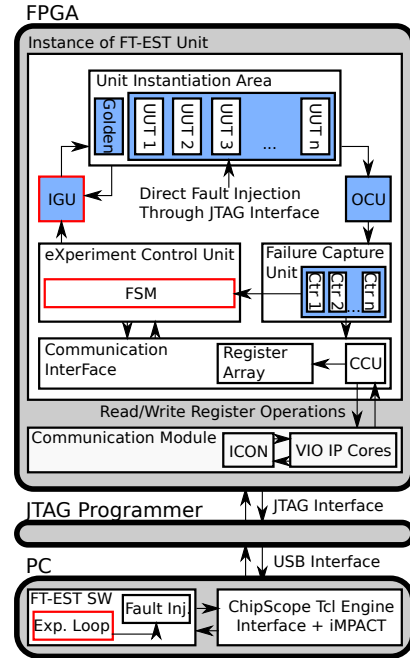 FPGA
Instance of FT-EST Unit
Unit Instantiation Area
Golden
UUT 1
UUT 2
UUT 3
...
UUT n
IGU
Direct Fault Injection
Through JTAG Interface
OCU
eXperiment Control Unit
FSM
Failure Capture
Unit
Ctr 1
Ctr 2
...
Ctr n
Communication
InterFace
Register
Array
CCU
Read/Write Register Operations
Communication Module
ICON
VIO IP Cores
JTAG Interface
JTAG Programmer
USB Interface
PC
FT-EST SW
Fault Inj.
Exp. Loop
ChipScope Tcl Engine
Interface + iMPACT